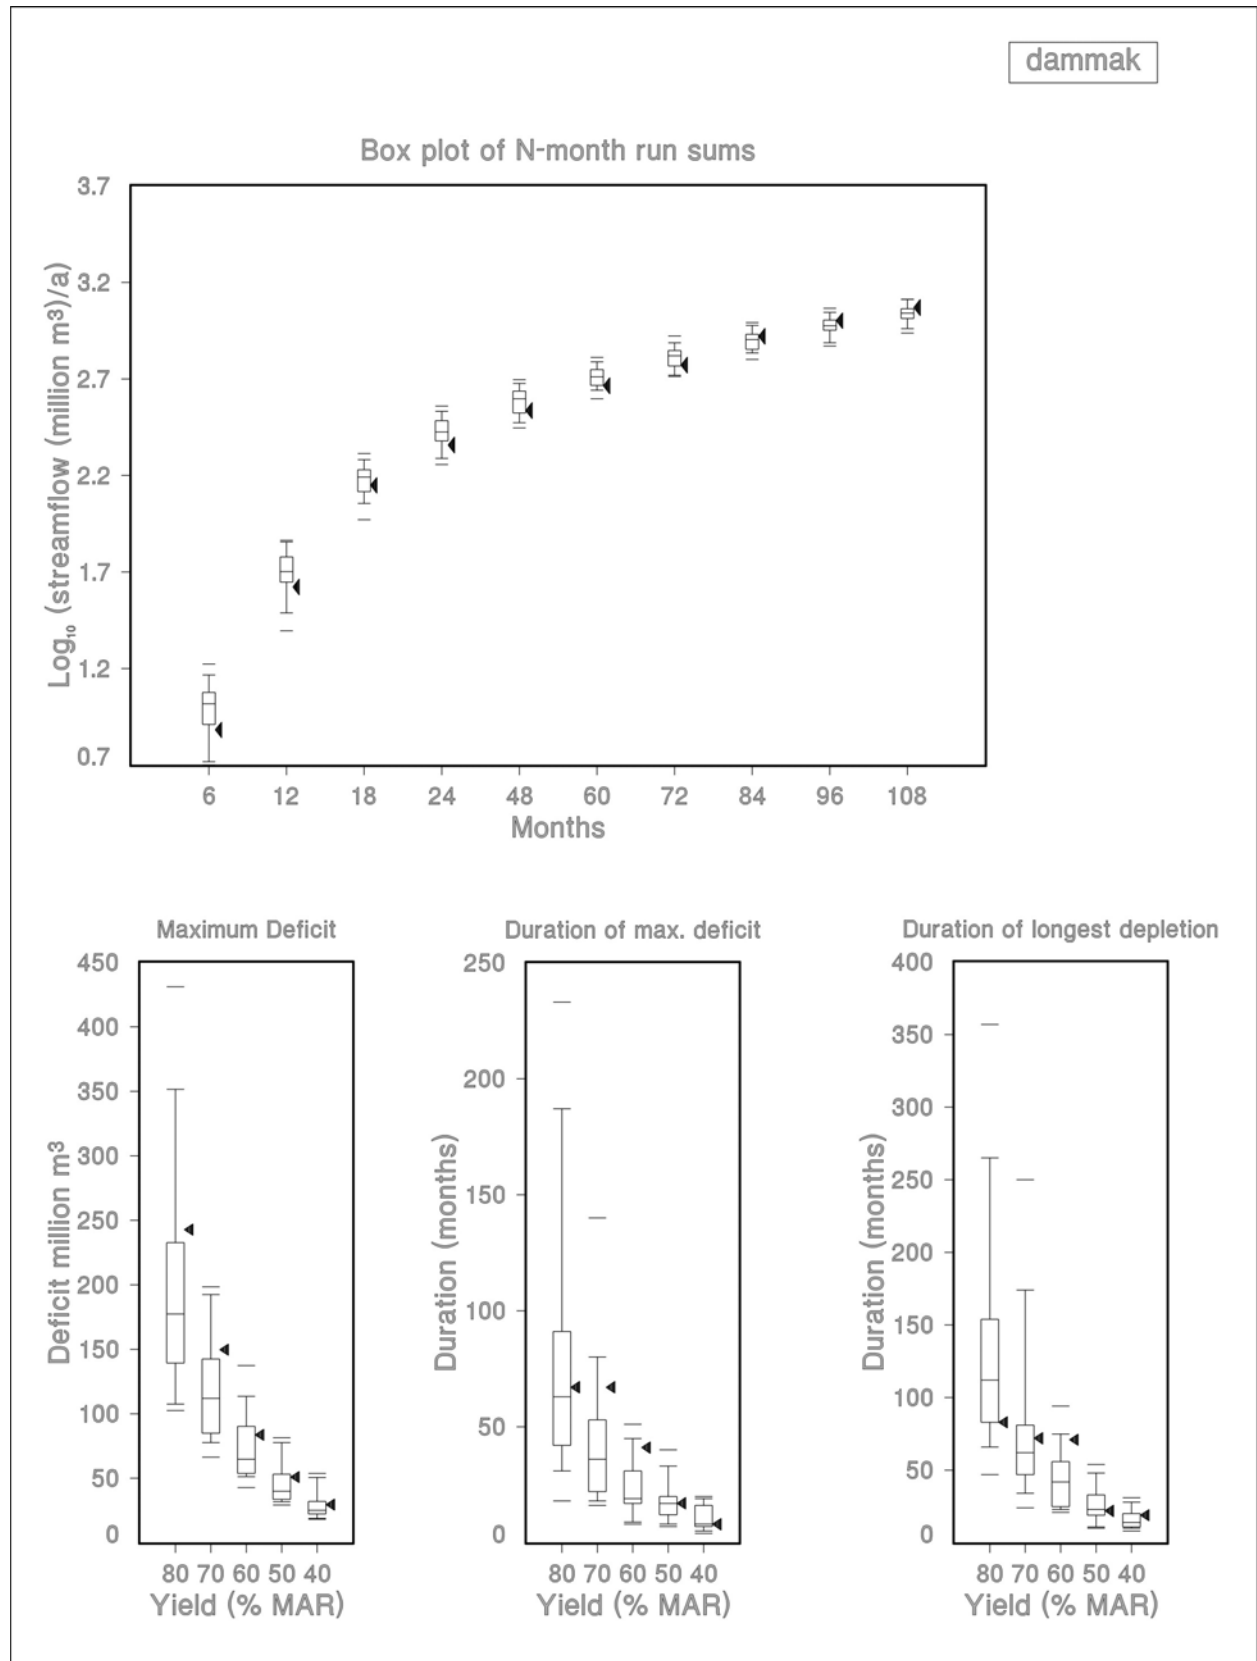 dammak
Box plot of N-month run sums
Log₁₀ (streamflow (million m³)/a)
3.7
3.2
2.7
2.2
1.7
1.2
0.7
6 12 18 24 48 60 72 84 96 108
Months
Maximum Deficit
Deficit million m³
450
400
350
300
250
200
150
100
50
0
80 70 60 50 40
Yield (% MAR)
Duration of max. deficit
Duration (months)
250
200
150
100
50
0
80 70 60 50 40
Yield (% MAR)
Duration of longest depletion
Duration (months)
400
350
300
250
200
150
100
50
0
80 70 60 50 40
Yield (% MAR)